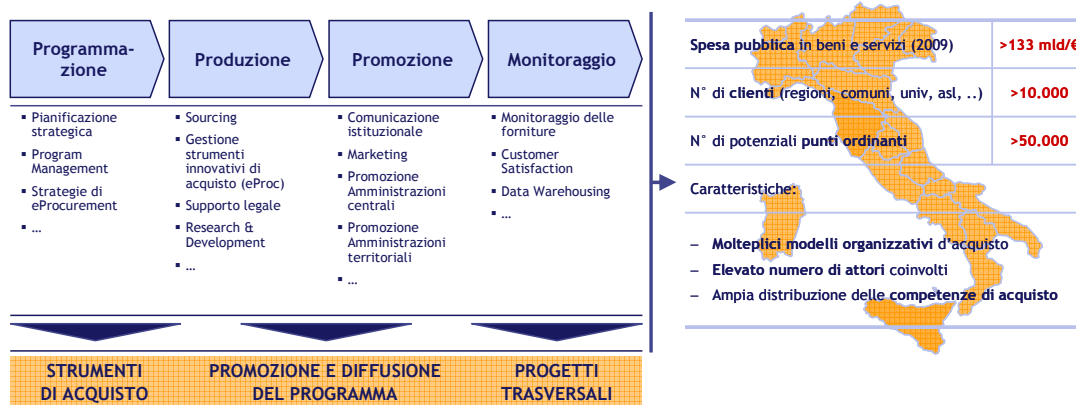 Programma-
zione
Produzione
Promozione
Monitoraggio
▪ Pianificazione
strategica
▪ Program
Management
▪ Strategie di
eProcurement
▪ …
▪ Sourcing
▪ Gestione
strumenti
innovativi di
acquisto (eProc)
▪ Supporto legale
▪ Research &
Development
▪ …
▪ Comunicazione
istituzionale
▪ Marketing
▪ Promozione
Amministrazioni
centrali
▪ Promozione
Amministrazioni
territoriali
▪ …
▪ Monitoraggio delle
forniture
▪ Customer
Satisfaction
▪ Data Warehousing
▪ …
STRUMENTI
DI ACQUISTO
PROMOZIONE E DIFFUSIONE
DEL PROGRAMMA
PROGETTI
TRASVERSALI
Spesa pubblica in beni e servizi (2009) >133 mld/€
N° di clienti (regioni, comuni, univ, asl, ..) >10.000
N° di potenziali punti ordinanti >50.000
Caratteristiche:
– Molteplici modelli organizzativi d'acquisto
– Elevato numero di attori coinvolti
– Ampia distribuzione delle competenze di acquisto